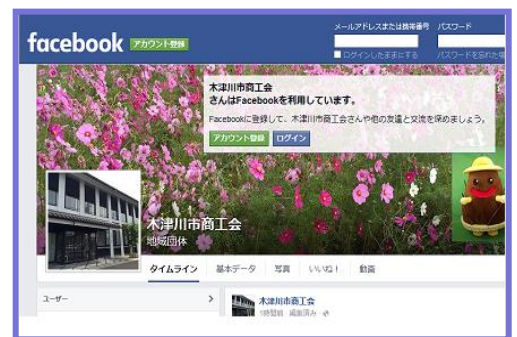 メールアドレスまたは携帯番号 パスワード
facebook アカウント登録
ログインしたままにする パスワードを忘れた場
木津川市商工会
さんはFacebookを利用しています。
Facebookに登録して、木津川市商工会さんや他の友達と交流を深めましょう。
アカウント登録 ログイン
木津川市商工会
地域団体
タイムライン 基本データ 写真 いいね! 動画
ユーザー
木津川市商工会
1時間前 · 編集済み ·